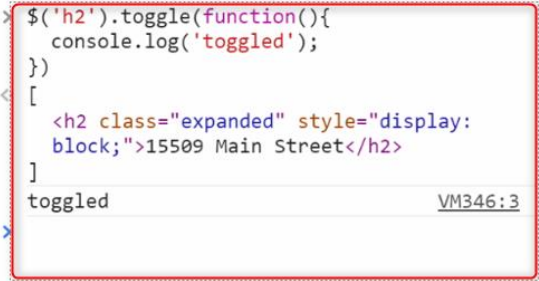 $('h2').toggle(function(){
console.log('toggled');
})
[
<h2 class="expanded" style="display:
block;">15509 Main Street</h2>
]
toggled VM346:3